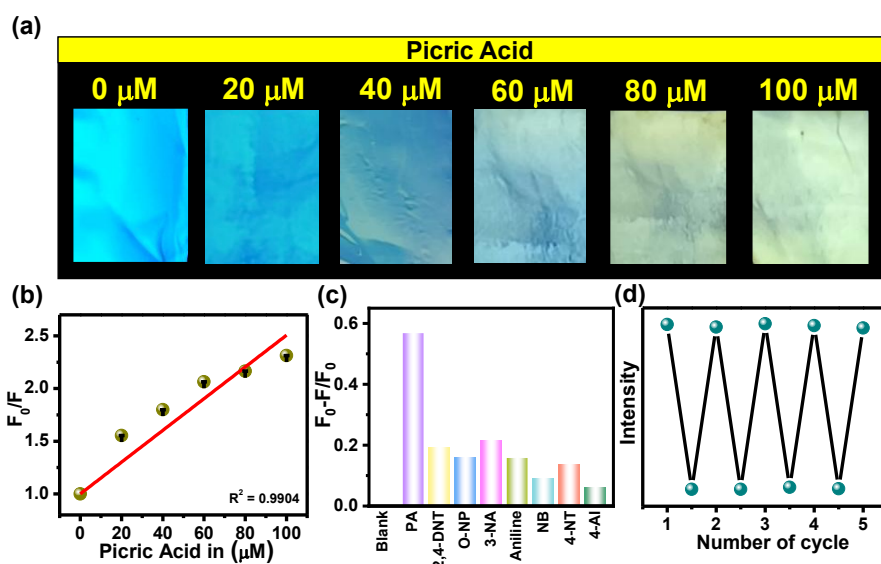 (a)
Picric Acid
0 μM 20 μM 40 μM 60 μM 80 μM 100 μM
(b)
F0/F
2.5
2.0
1.5
1.0
R² = 0.9904
0 20 40 60 80 100
Picric Acid in (μM)
(c)
F0-F/F0
0.6
0.4
0.2
0.0
Blank
PA
2,4-DNT
O-NP
3-NA
Aniline
NB
4-NT
4-AI
(d)
Intensity
1 2 3 4 5
Number of cycle